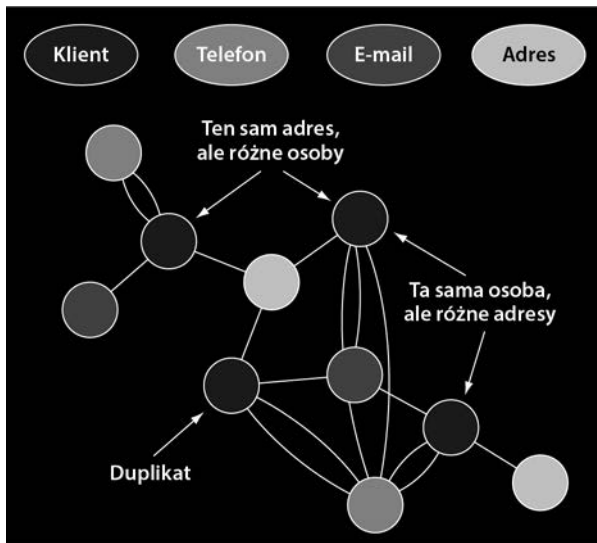 Klient
Telefon
E-mail
Adres
Ten sam adres,
ale różne osoby
Ta sama osoba,
ale różne adresy
Duplikat